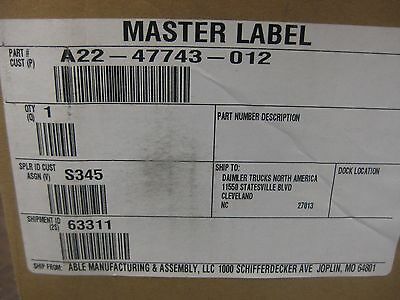 MASTER LABEL
PART #
CUST (P)
A22-47743-012
QTY
(Q)
1
PART NUMBER DESCRIPTION
SPLR ID CUST
ASGN (V)
S345
SHIP TO:
DAIMLER TRUCKS NORTH AMERICA
11550 STATESVILLE BLVD
CLEVELAND
NC 27013
DOCK LOCATION
SHIPMENT ID
(2S)
63311
SHIP FROM: ABLE MANUFACTURING & ASSEMBLY, LLC 1000 SCHIFFERDECKER AVE JOPLIN, MO 64801